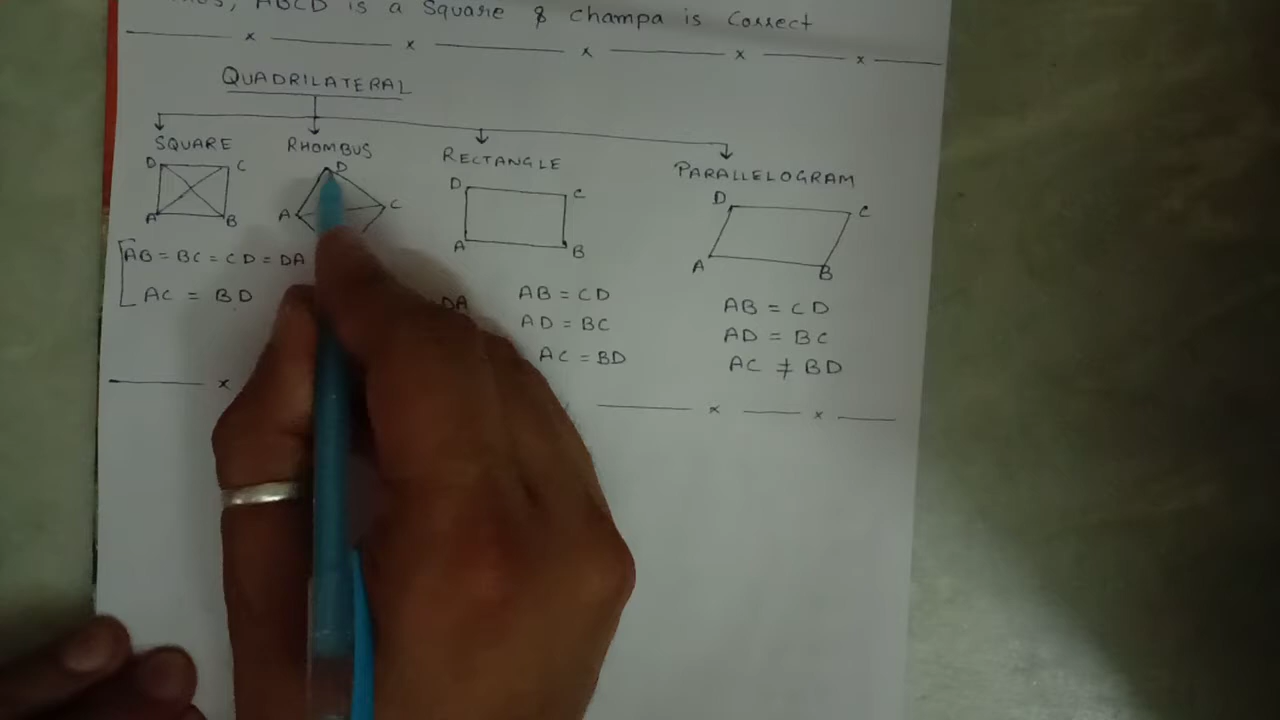 ABCD is a Square & Champa is Correct
QUADRILATERAL
SQUARE RHOMBUS RECTANGLE PARALLELOGRAM
D C
A B
D
A C
D C
A B
D C
A B
AB = BC = CD = DA
AC = BD
DA
AB = CD
AD = BC
AC = BD
AB = CD
AD = BC
AC ≠ BD